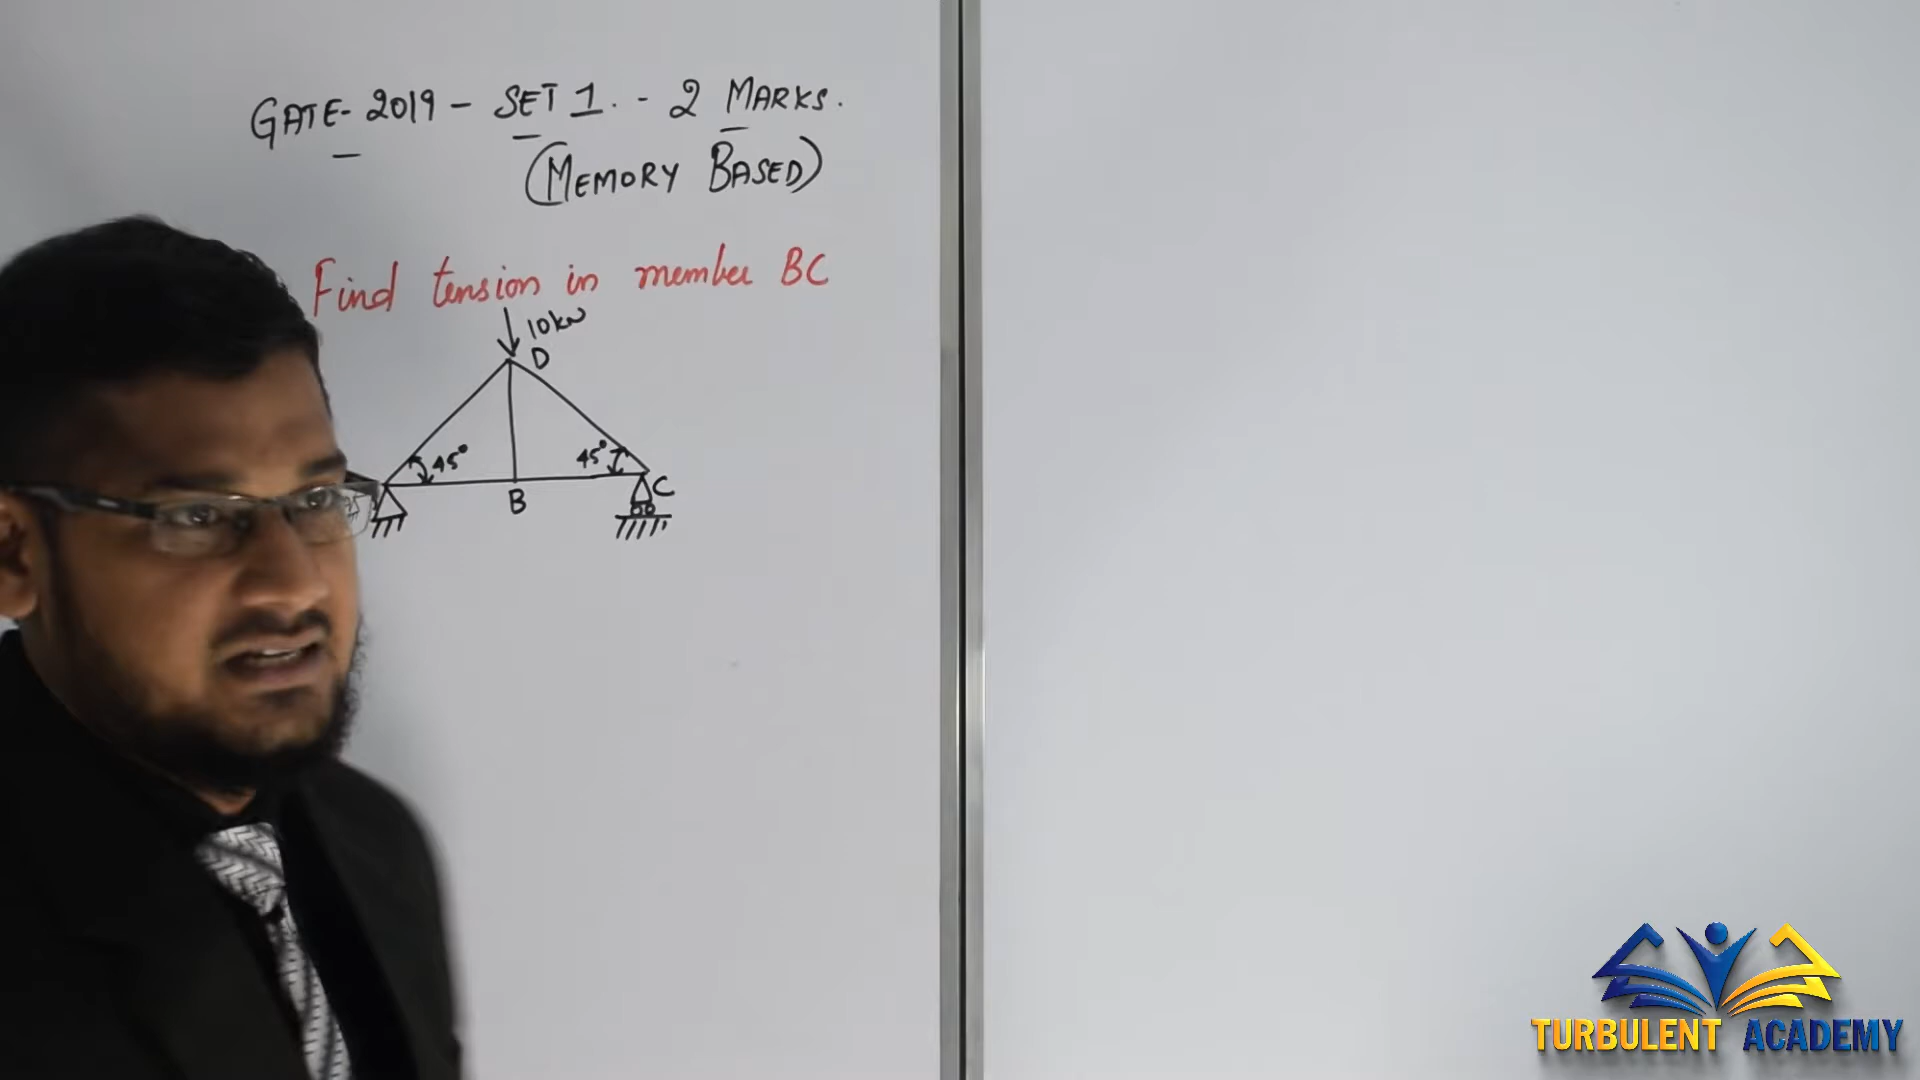 GATE- 2019 - SET 1. - 2 MARKS.
(MEMORY BASED)
Find tension in member BC
10kN
D
45°
45°
B
C
TURBULENT ACADEMY